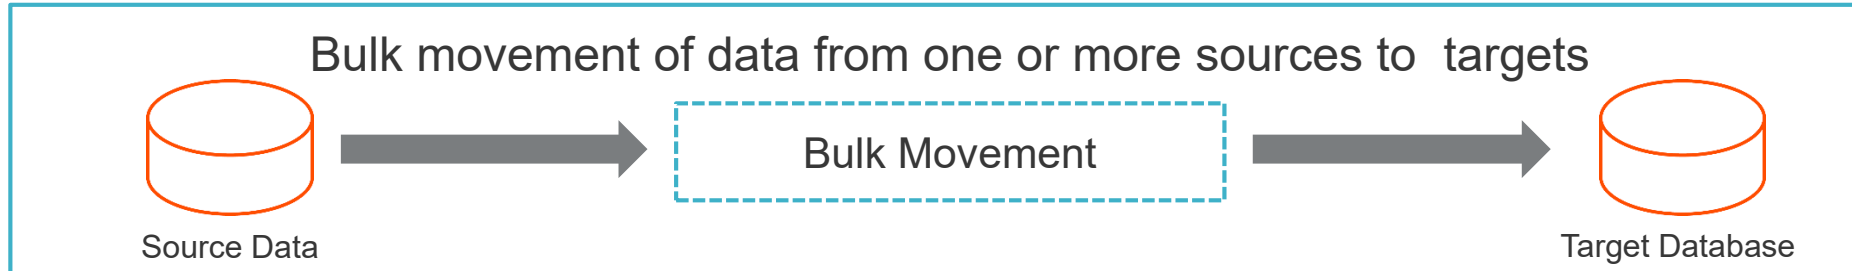 Bulk movement of data from one or more sources to  targets
Bulk Movement
Source Data
Target Database